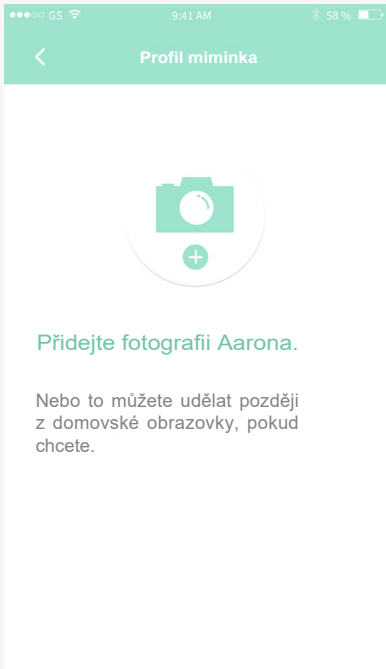 GS 9:41 AM 58 %
Profil miminka
Přidejte fotografii Aarona.
Nebo to můžete udělat později
z domovské obrazovky, pokud
chcete.